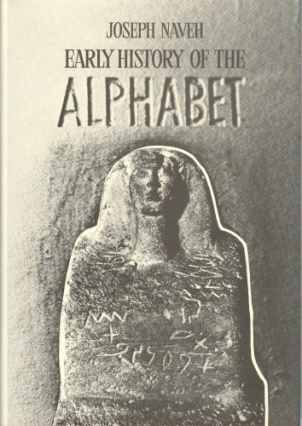 JOSEPH NAVEH
EARLY HISTORY OF THE
ALPHABET